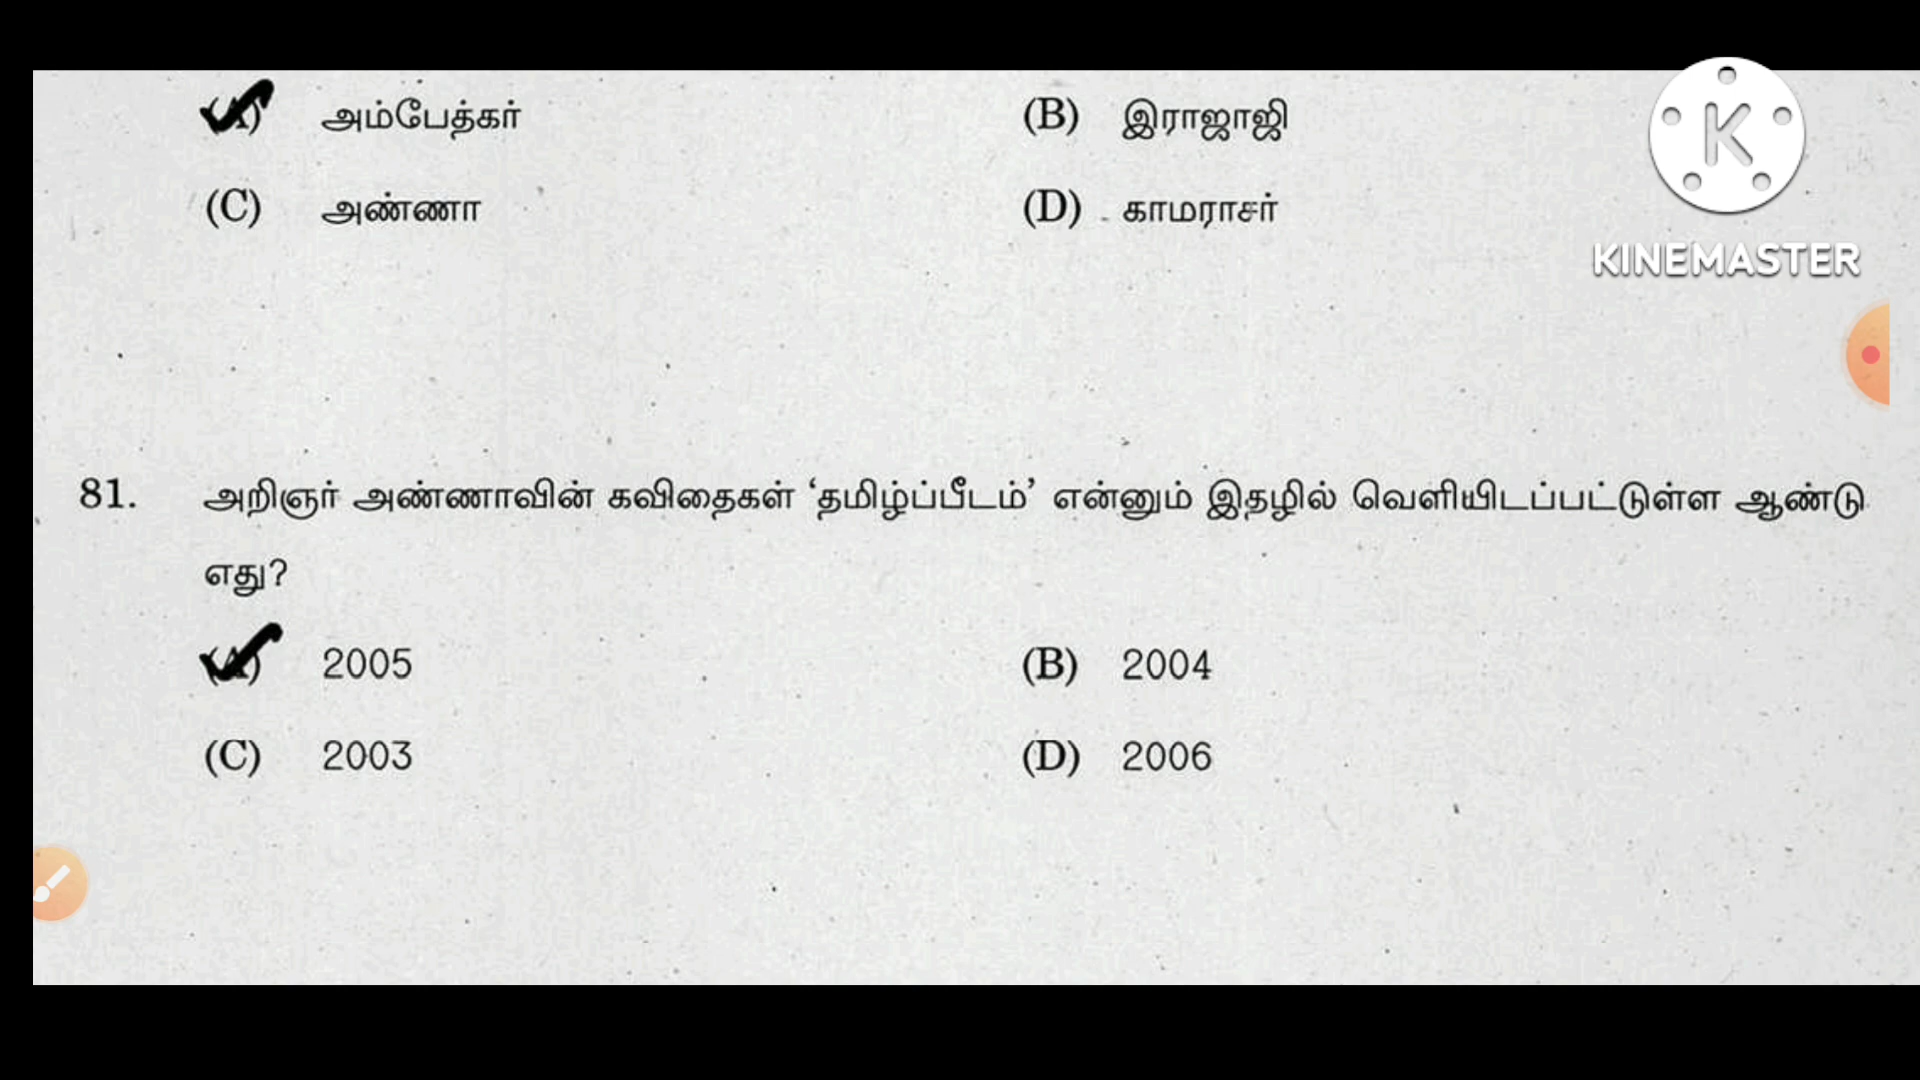 (A) அம்பேத்கர் (B) இராஜாஜி
(C) அண்ணா (D) காமராசர்
KINEMASTER
81. அறிஞர் அண்ணாவின் கவிதைகள் ‘தமிழ்ப்பீடம்’ என்னும் இதழில் வெளியிடப்பட்டுள்ள ஆண்டு
எது?
(A) 2005 (B) 2004
(C) 2003 (D) 2006